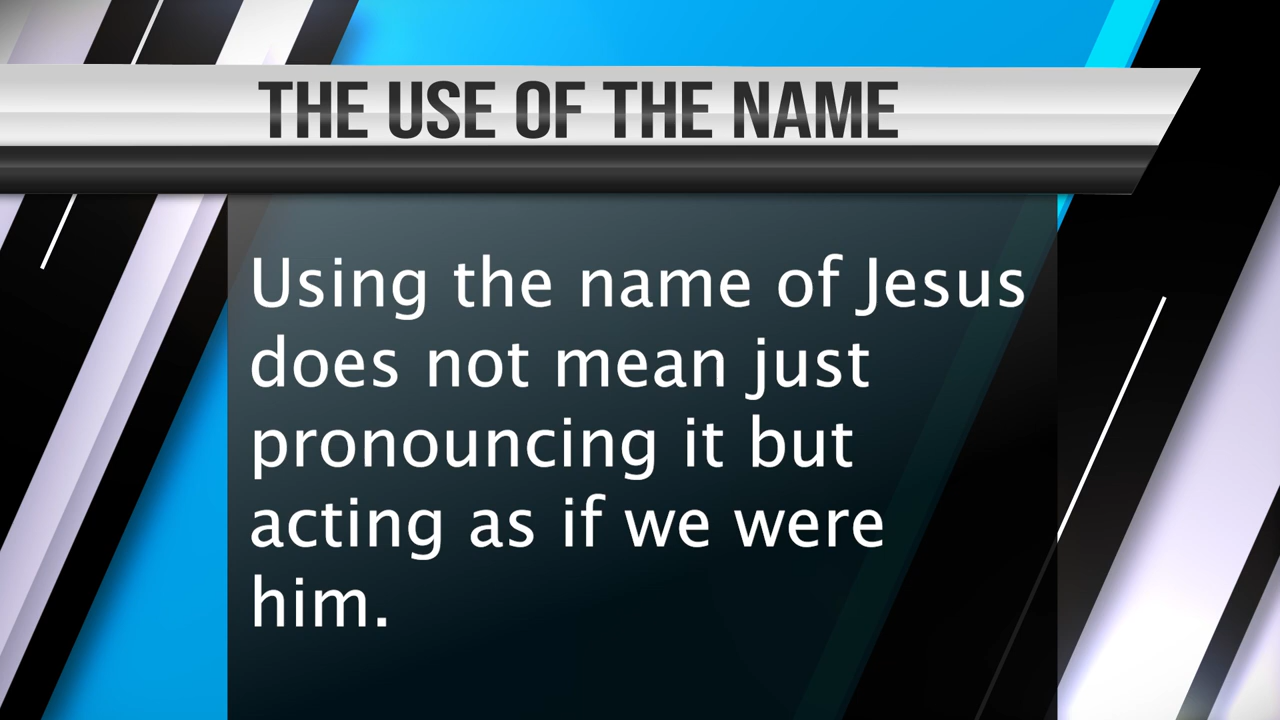 THE USE OF THE NAME
Using the name of Jesus
does not mean just
pronouncing it but
acting as if we were
him.